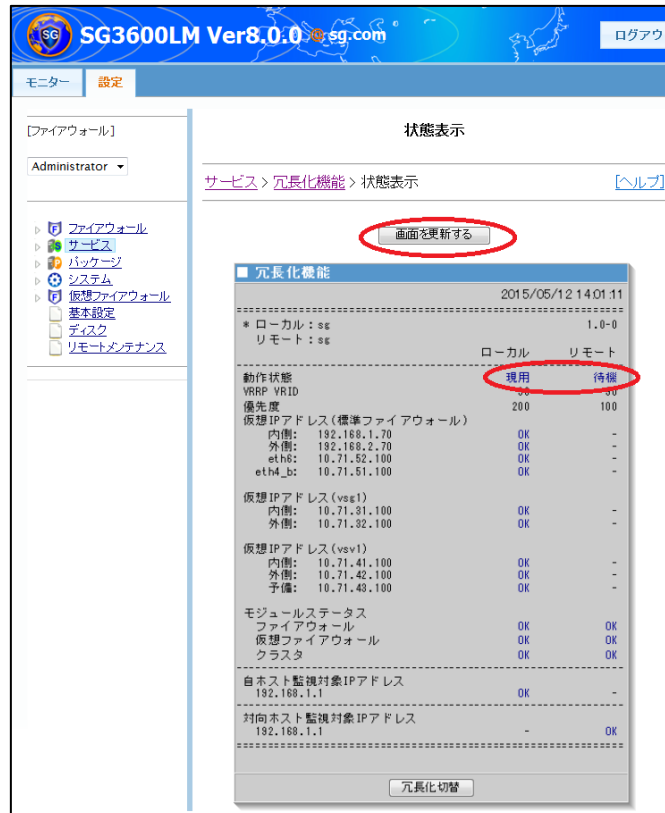 SG SG3600LM Ver8.0.0 @sg.com
ログアウ
モニター 設定
[ファイアウォール]
Administrator
ファイアウォール
サービス
パッケージ
システム
仮想ファイアウォール
基本設定
ディスク
リモートメンテナンス
状態表示
サービス > 冗長化機能 > 状態表示 [ヘルプ]
画面を更新する
■ 冗長化機能
2015/05/12 14:01:11
* ローカル：sg 1.0-0
リモート：sg
ローカル リモート
動作状態 現用 待機
VRRP VRID 50 50
優先度 200 100
仮想IPアドレス(標準ファイアウォール)
内側: 192.168.1.70 OK -
外側: 192.168.2.70 OK -
eth6: 10.71.52.100 OK -
eth4_b: 10.71.51.100 OK -
仮想IPアドレス(vsg1)
内側: 10.71.31.100 OK -
外側: 10.71.32.100 OK -
仮想IPアドレス(vsv1)
内側: 10.71.41.100 OK -
外側: 10.71.42.100 OK -
予備: 10.71.43.100 OK -
モジュールステータス
ファイアウォール OK OK
仮想ファイアウォール OK OK
クラスタ OK OK
自ホスト監視対象IPアドレス
192.168.1.1 OK -
対向ホスト監視対象IPアドレス
192.168.1.1 - OK
冗長化切替